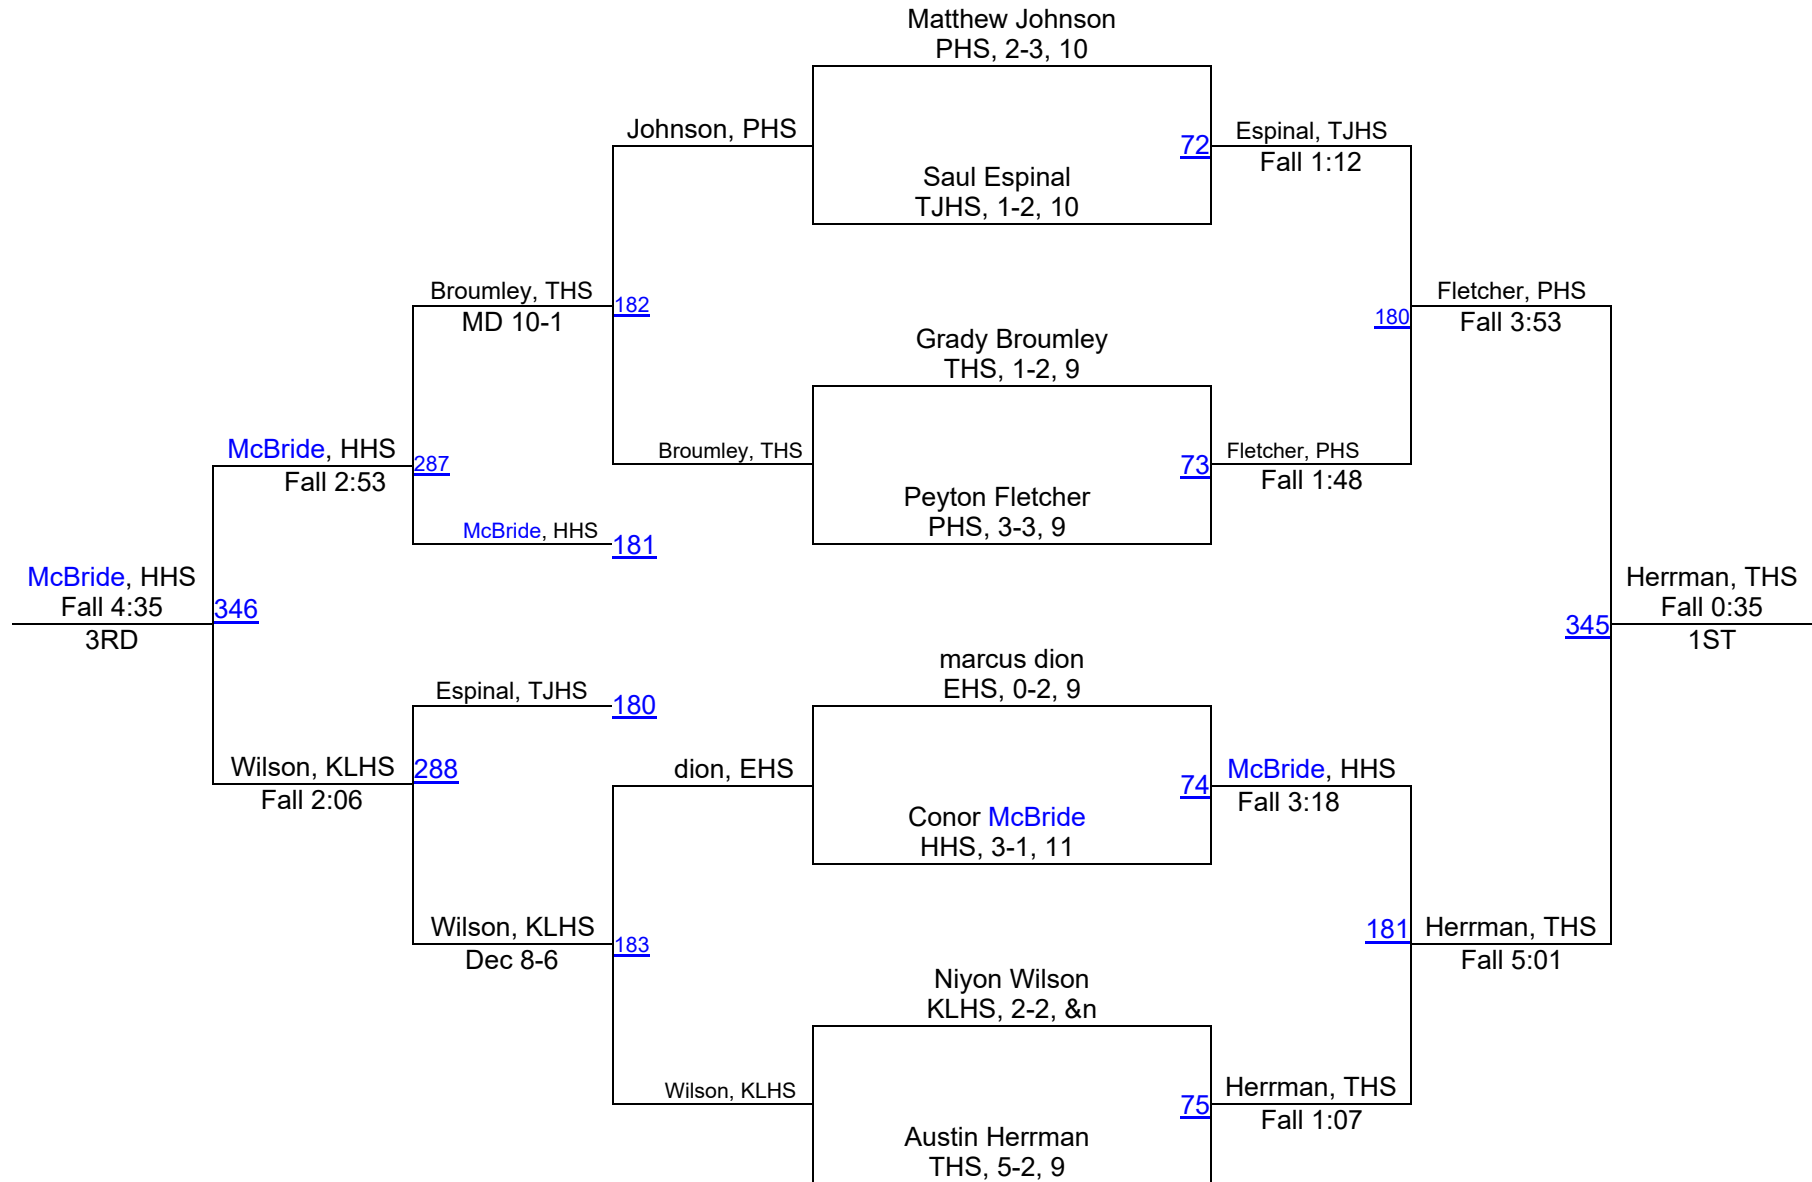 Matthew Johnson
PHS, 2-3, 10
Johnson, PHS
72
Espinal, TJHS
Fall 1:12
Saul Espinal
TJHS, 1-2, 10
Broumley, THS
MD 10-1
182
Fletcher, PHS
Fall 3:53
180
Grady Broumley
THS, 1-2, 9
McBride, HHS
Fall 2:53
287
Broumley, THS
73
Fletcher, PHS
Fall 1:48
Peyton Fletcher
PHS, 3-3, 9
McBride, HHS
181
McBride, HHS
Fall 4:35
3RD
346
Herrman, THS
Fall 0:35
1ST
345
marcus dion
EHS, 0-2, 9
Espinal, TJHS
180
Wilson, KLHS
Fall 2:06
288
dion, EHS
74
McBride, HHS
Fall 3:18
Conor McBride
HHS, 3-1, 11
Wilson, KLHS
Dec 8-6
183
181
Herrman, THS
Fall 5:01
Niyon Wilson
KLHS, 2-2, &n
Wilson, KLHS
75
Herrman, THS
Fall 1:07
Austin Herrman
THS, 5-2, 9